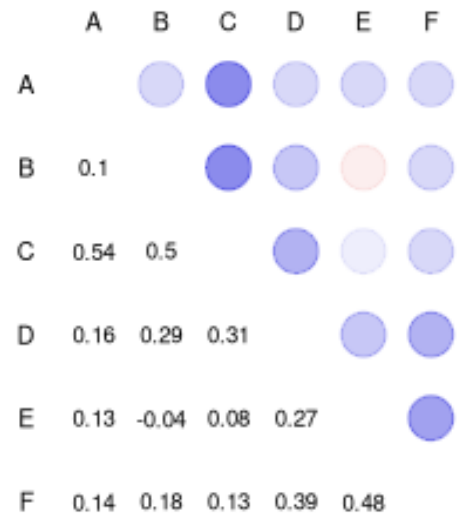 A B C D E F
A
B 0.1
C 0.54 0.5
D 0.16 0.29 0.31
E 0.13 -0.04 0.08 0.27
F 0.14 0.18 0.13 0.39 0.48